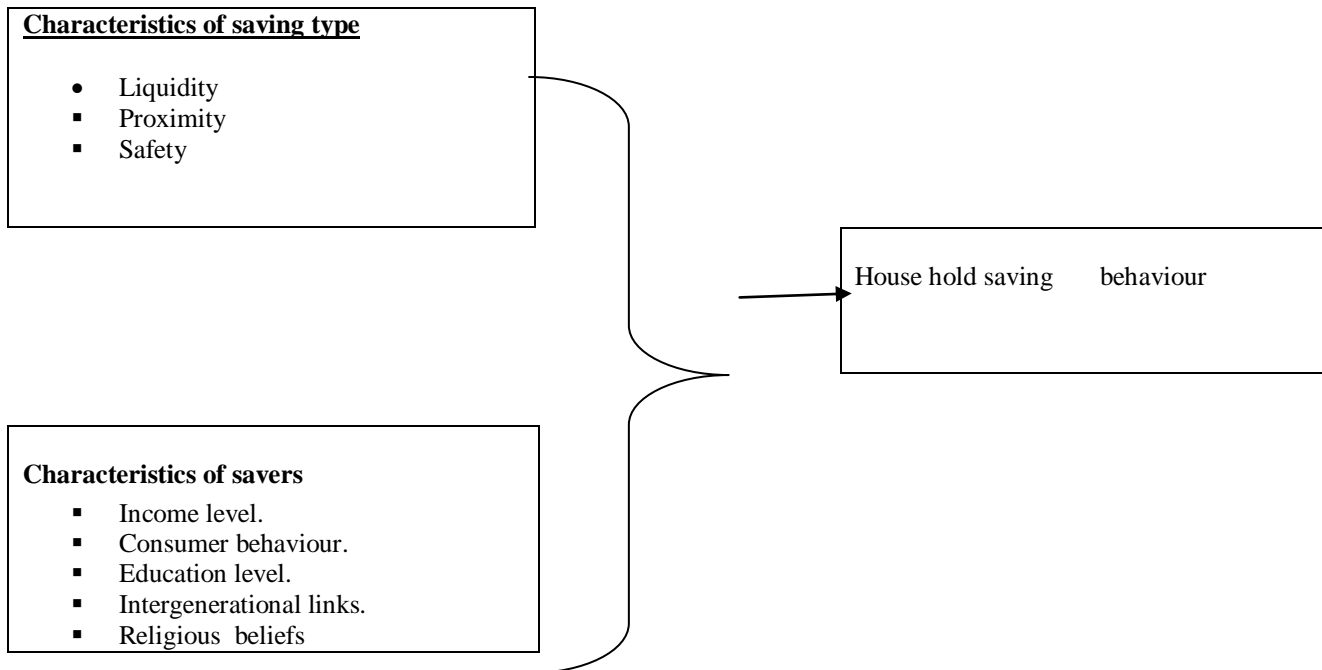 Characteristics of saving type
● Liquidity
▪ Proximity
▪ Safety
House hold saving behaviour
Characteristics of savers
▪ Income level.
▪ Consumer behaviour.
▪ Education level.
▪ Intergenerational links.
▪ Religious beliefs